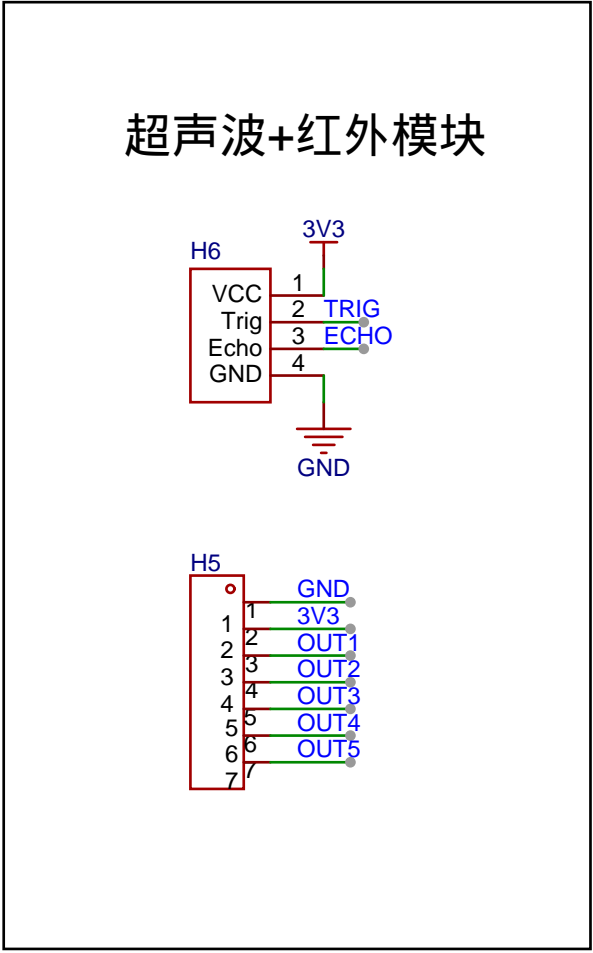 超声波+红外模块
3V3
H6
VCC 1
Trig 2 TRIG
Echo 3 ECHO
GND 4
GND
H5
GND
1 1 3V3
2 2 OUT1
3 3 OUT2
4 4 OUT3
5 5 OUT4
6 6 OUT5
7 7